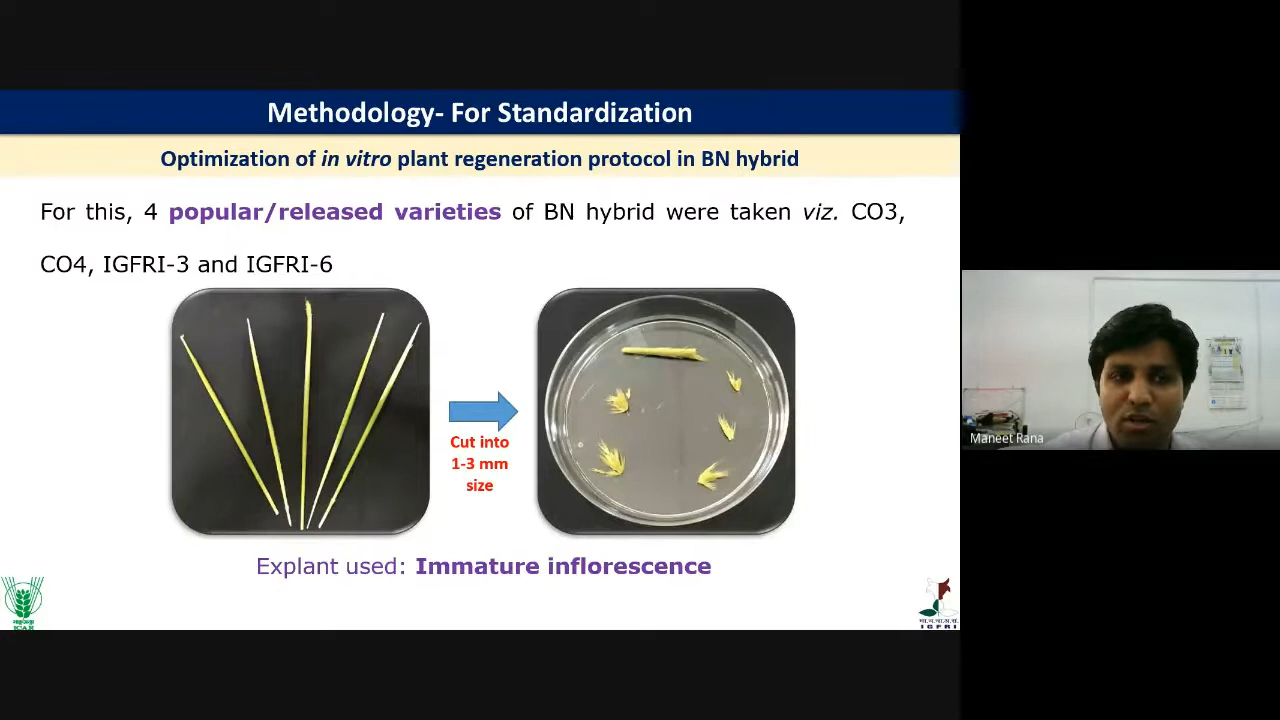 Methodology- For Standardization
Optimization of in vitro plant regeneration protocol in BN hybrid
For this, 4 popular/released varieties of BN hybrid were taken viz. CO3,
CO4, IGFRI-3 and IGFRI-6
Cut into
1-3 mm
size
Explant used: Immature inflorescence
Maneet Rana
ICAR
IGFRI